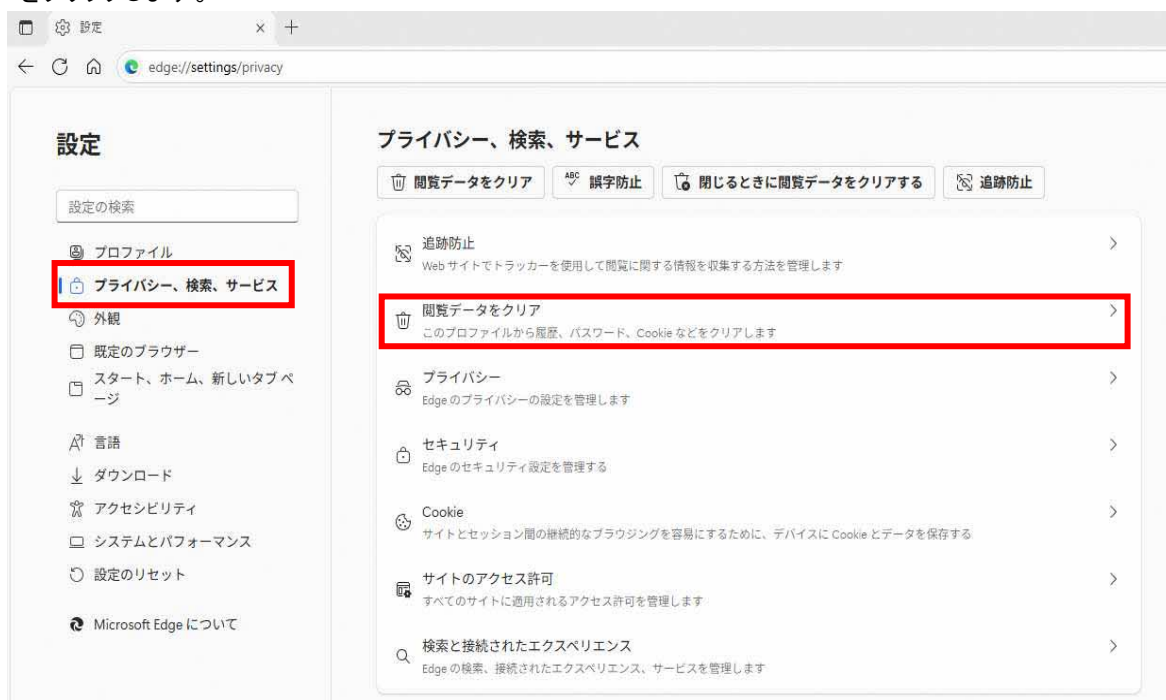 をクリックします。
設定
edge://settings/privacy
設定
設定の検索
プロファイル
プライバシー、検索、サービス
外観
既定のブラウザー
スタート、ホーム、新しいタブ ペ
ージ
言語
ダウンロード
アクセシビリティ
システムとパフォーマンス
設定のリセット
Microsoft Edge について
プライバシー、検索、サービス
閲覧データをクリア
ABC 誤字防止
閉じるときに閲覧データをクリアする
追跡防止
追跡防止
Web サイトでトラッカーを使用して閲覧に関する情報を収集する方法を管理します
閲覧データをクリア
このプロファイルから履歴、パスワード、Cookie などをクリアします
プライバシー
Edge のプライバシーの設定を管理します
セキュリティ
Edge のセキュリティ設定を管理する
Cookie
サイトとセッション間の継続的なブラウジングを容易にするために、デバイスに Cookie とデータを保存する
サイトのアクセス許可
すべてのサイトに適用されるアクセス許可を管理します
検索と接続されたエクスペリエンス
Edge の検索、接続されたエクスペリエンス、サービスを管理します